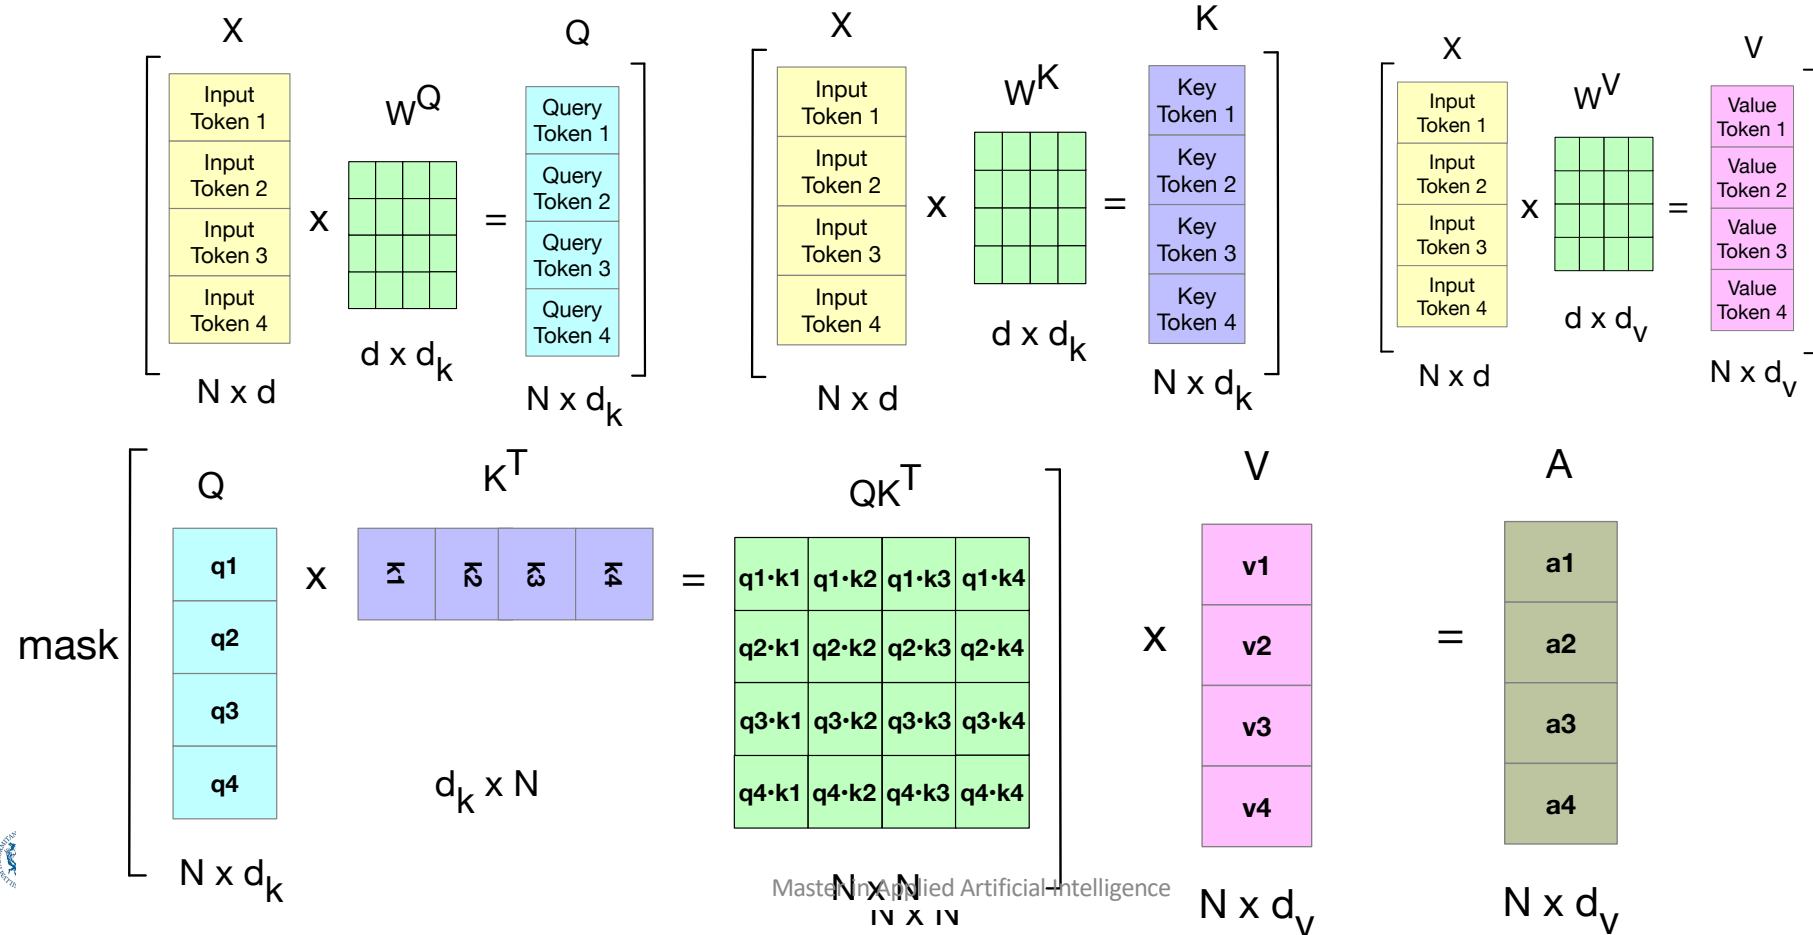 X
Input
Token 1
Input
Token 2
Input
Token 3
Input
Token 4
N x d
x
W^Q
d x d_k
=
Q
Query
Token 1
Query
Token 2
Query
Token 3
Query
Token 4
N x d_k
X
Input
Token 1
Input
Token 2
Input
Token 3
Input
Token 4
N x d
x
W^K
d x d_k
=
K
Key
Token 1
Key
Token 2
Key
Token 3
Key
Token 4
N x d_k
X
Input
Token 1
Input
Token 2
Input
Token 3
Input
Token 4
N x d
x
W^V
d x d_v
=
V
Value
Token 1
Value
Token 2
Value
Token 3
Value
Token 4
N x d_v
mask
Q
q1
q2
q3
q4
N x d_k
x
K^T
k1 k2 k3 k4
d_k x N
=
QK^T
q1•k1 q1•k2 q1•k3 q1•k4
q2•k1 q2•k2 q2•k3 q2•k4
q3•k1 q3•k2 q3•k3 q3•k4
q4•k1 q4•k2 q4•k3 q4•k4
N x N
N x N
x
V
v1
v2
v3
v4
N x d_v
=
A
a1
a2
a3
a4
N x d_v
Master in Applied Artificial Intelligence